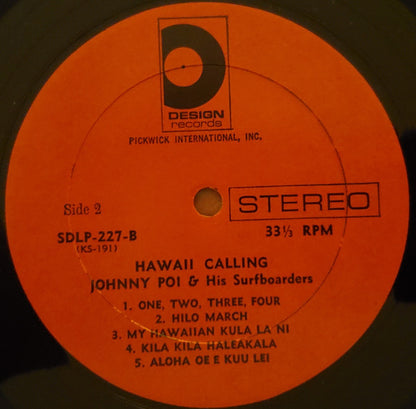 DESIGN
records
PICKWICK INTERNATIONAL, INC.
Side 2
STEREO
SDLP-227-B
(KS-191)
33⅓ RPM
HAWAII CALLING
JOHNNY POI & His Surfboarders
1. ONE, TWO, THREE, FOUR
2. HILO MARCH
3. MY HAWAIIAN KULA LA NI
4. KILA KILA HALEAKALA
5. ALOHA OE E KUU LEI